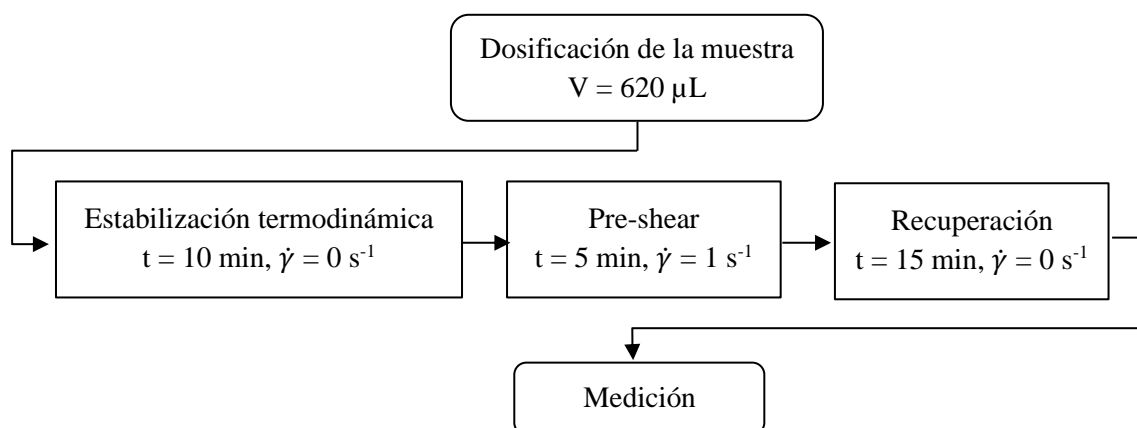 Dosificación de la muestra
V = 620 µL
Estabilización termodinámica
t = 10 min, γ̇ = 0 s⁻¹
Pre-shear
t = 5 min, γ̇ = 1 s⁻¹
Recuperación
t = 15 min, γ̇ = 0 s⁻¹
Medición